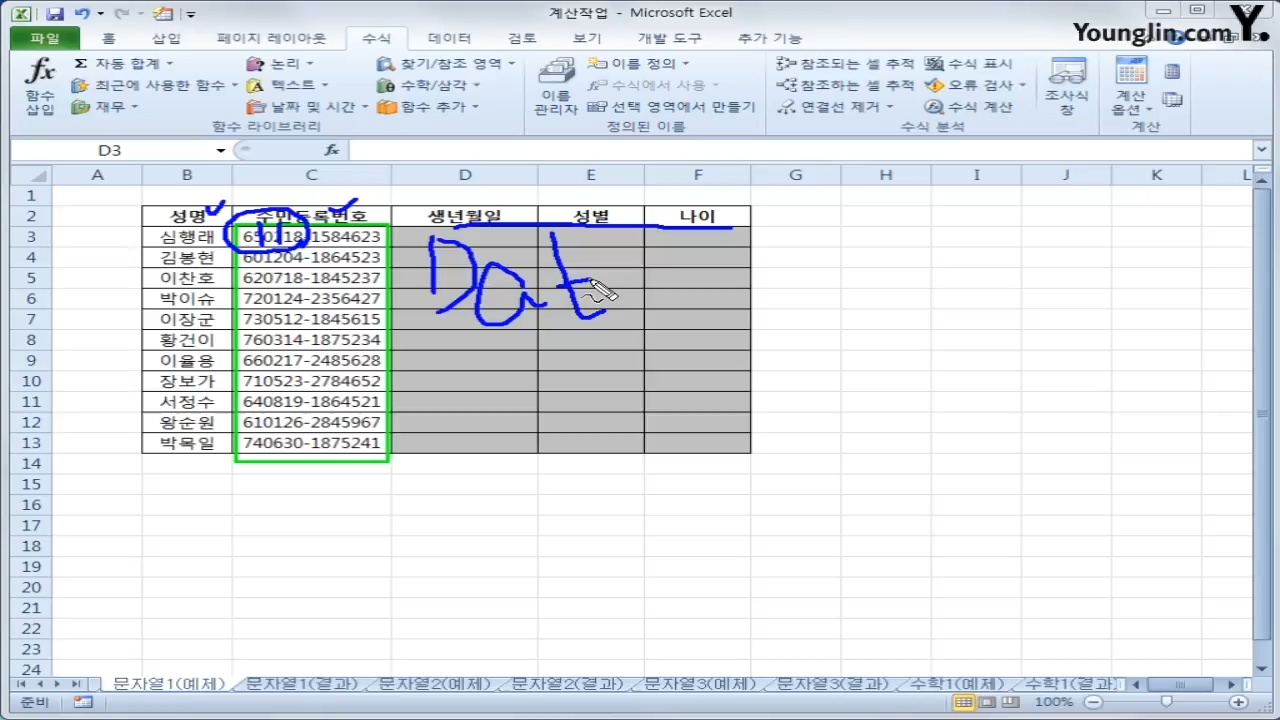 계산작업 - Microsoft Excel
YoungJin.com Y.
파일 홈 삽입 페이지 레이아웃 수식 데이터 검토 보기 개발 도구 추가 기능
Σ 자동 합계 논리 찾기/참조 영역 이름 정의 참조되는 셀 추적 수식 표시
fx 함수 삽입 최근에 사용한 함수 텍스트 수학/삼각 이름 관리자 수식에서 사용 참조하는 셀 추적 오류 검사 조사식 창 계산 옵션
재무 날짜 및 시간 함수 추가 선택 영역에서 만들기 연결선 제거 수식 계산
함수 라이브러리 정의된 이름 수식 분석 계산
D3 fx
A B C D E F G H I J K L
1
2 성명 주민등록번호 생년월일 성별 나이
3 심행래 650218-1584623
4 김봉현 601204-1864523
5 이찬호 620718-1845237
6 박이슈 720124-2356427
7 이장군 730512-1845615
8 황건이 760314-1875234
9 이율용 660217-2485628
10 장보가 710523-2784652
11 서정수 640819-1864521
12 왕순원 610126-2845967
13 박목일 740630-1875241
Dat
14
15
16
17
18
19
20
21
22
23
24
문자열1(예제) 문자열1(결과) 문자열2(예제) 문자열2(결과) 문자열3(예제) 문자열3(결과) 수학1(예제) 수학1(결과)
준비 100%